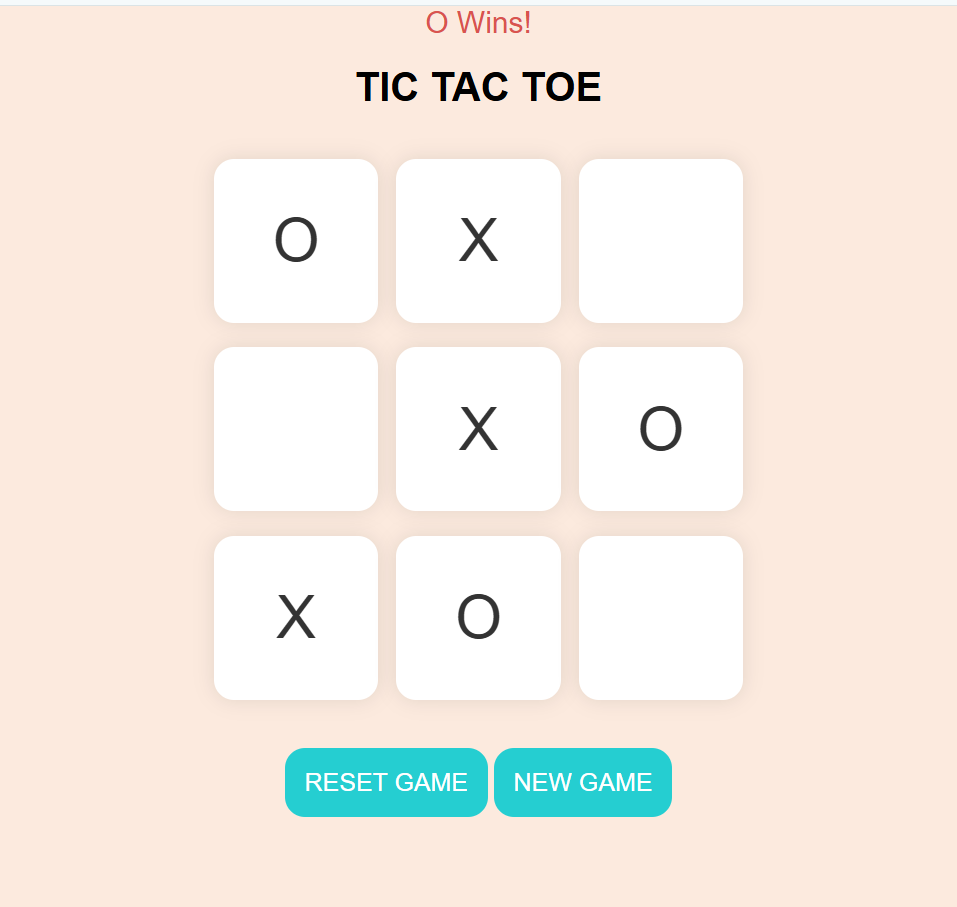 O Wins!
TIC TAC TOE
O X
X O
X O
RESET GAME NEW GAME